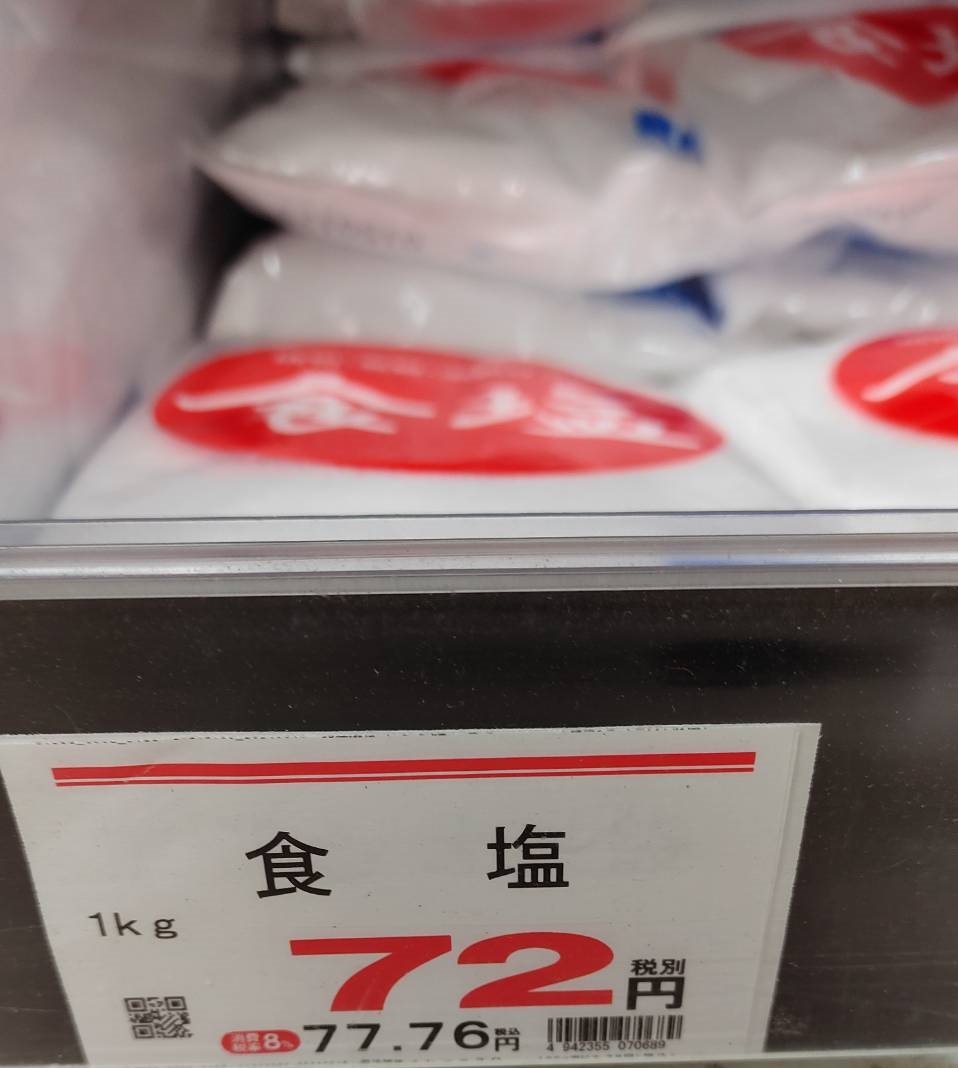 食塩
食 塩
1kg
72
税別
円
消費
税率 8%
77.76 税込
円
4 942355 070689